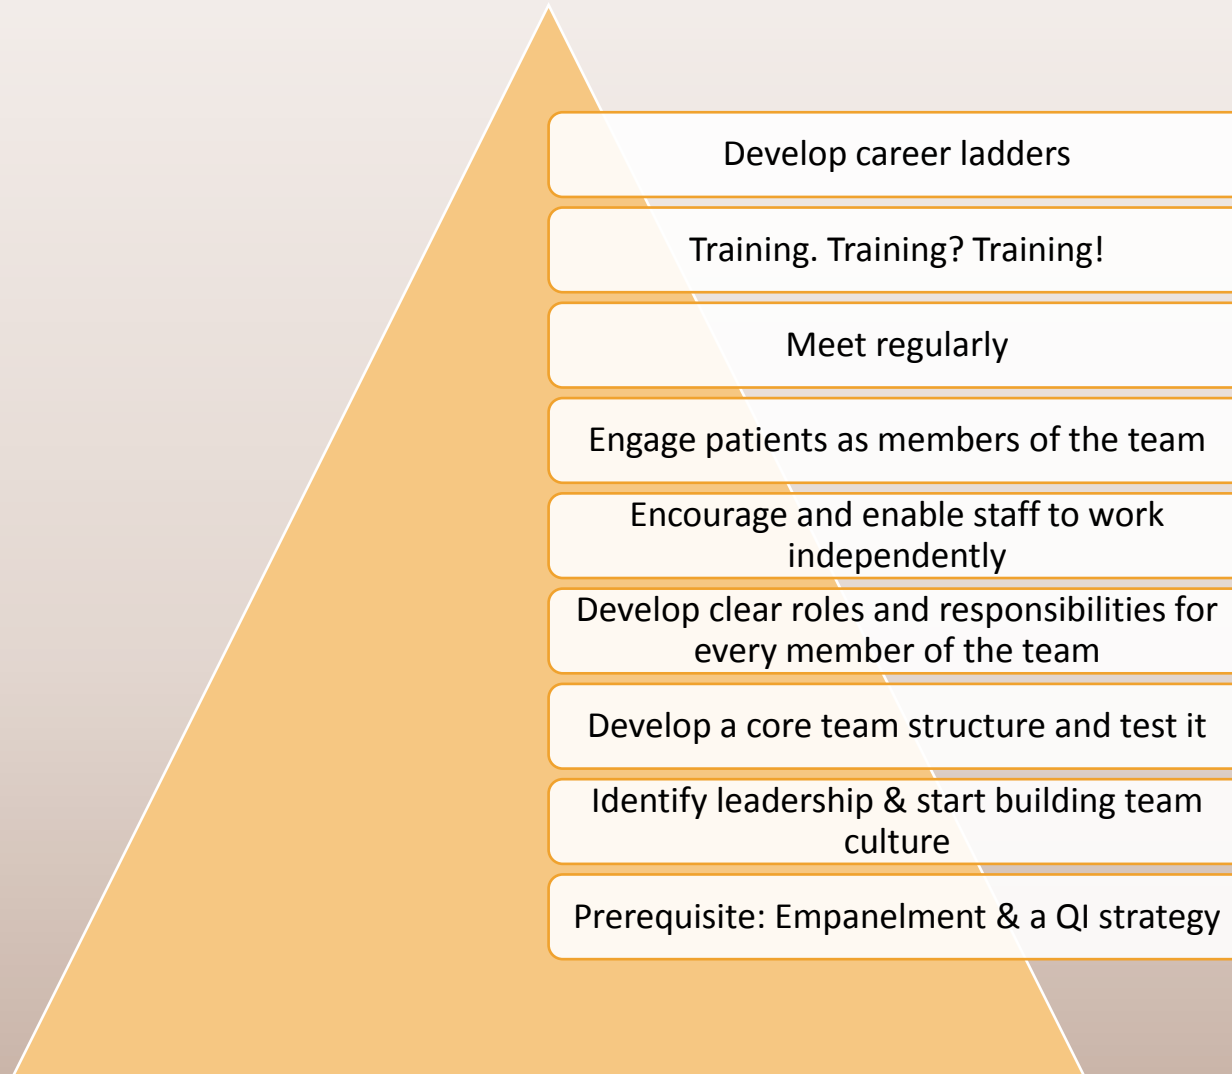 Develop career ladders
Training. Training? Training!
Meet regularly
Engage patients as members of the team
Encourage and enable staff to work
independently
Develop clear roles and responsibilities for
every member of the team
Develop a core team structure and test it
Identify leadership & start building team
culture
Prerequisite: Empanelment & a QI strategy